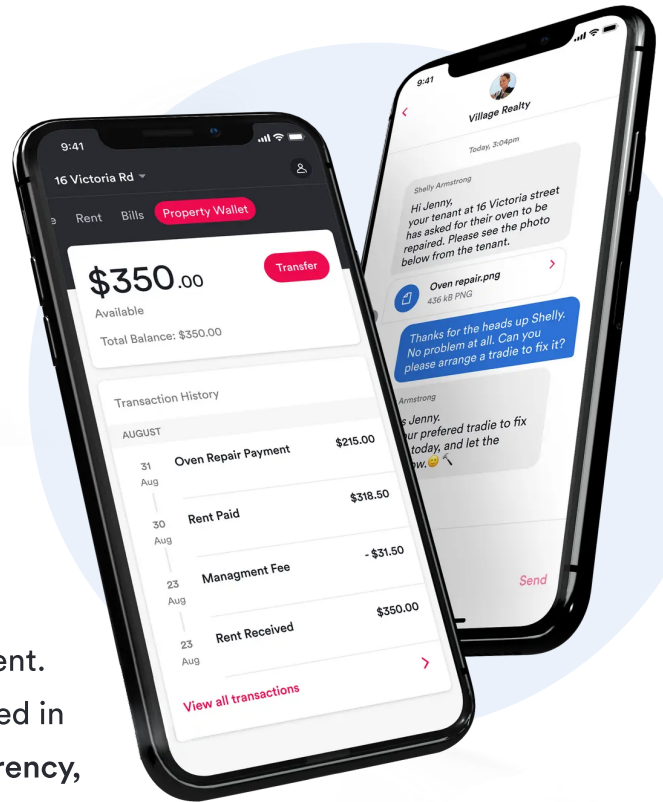 9:41
16 Victoria Rd
e Rent Bills Property Wallet
$350.00
Transfer
Available
Total Balance: $350.00
Transaction History
AUGUST
31
Aug
Oven Repair Payment
$215.00
30
Aug
Rent Paid
$318.50
23
Aug
Managment Fee
- $31.50
23
Aug
Rent Received
$350.00
View all transactions
9:41
Village Realty
Today, 3:04pm
Shelly Armstrong
Hi Jenny,
your tenant at 16 Victoria street
has asked for their oven to be
repaired. Please see the photo
below from the tenant.
Oven repair.png
436 kB PNG
Thanks for the heads up Shelly.
No problem at all. Can you
please arrange a tradie to fix it?
Armstrong
s Jenny.
ur prefered tradie to fix
today, and let the
ow.😊🔨
Send
ent.
ed in
rency,